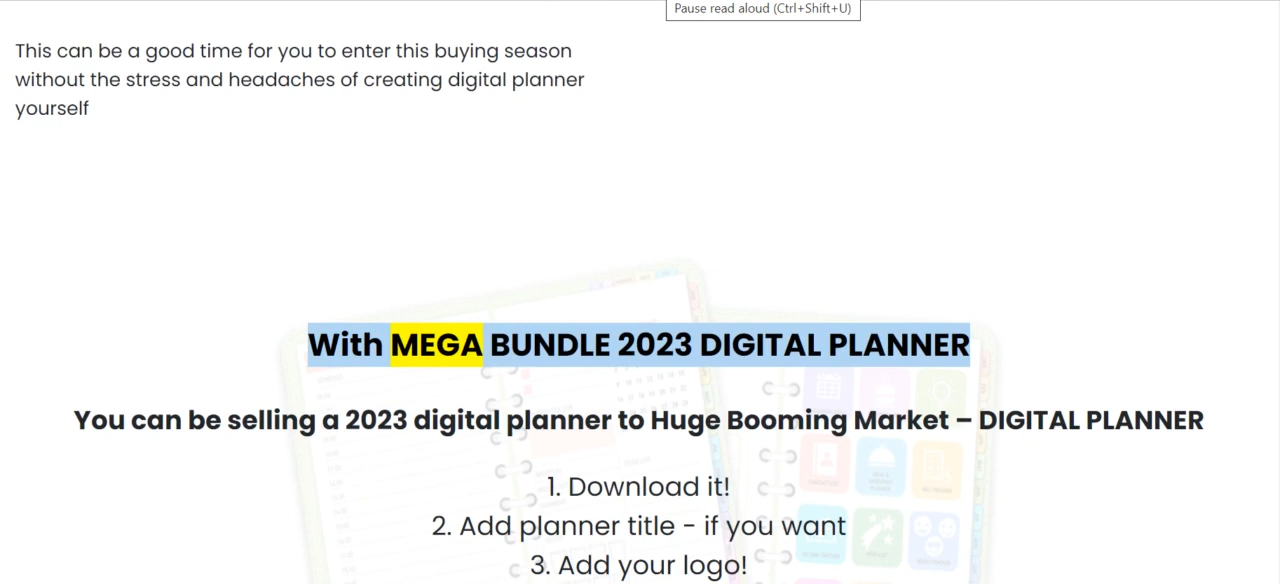 Pause read aloud (Ctrl+Shift+U)
This can be a good time for you to enter this buying season
without the stress and headaches of creating digital planner
yourself
With MEGA BUNDLE 2023 DIGITAL PLANNER
You can be selling a 2023 digital planner to Huge Booming Market – DIGITAL PLANNER
1. Download it!
2. Add planner title - if you want
3. Add your logo!